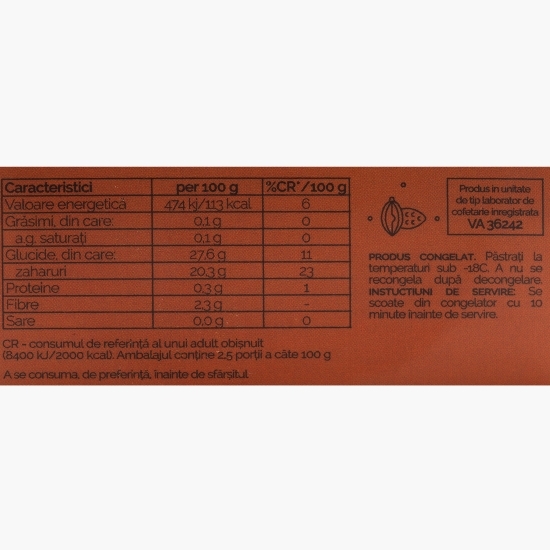 Caracteristici per 100 g %CR*/100 g
Valoare energetica 474 kj/113 kcal 6
Grăsimi, din care: 0,1 g 0
a.g. saturați 0,1 g 0
Glucide, din care: 27,6 g 11
zaharuri 20,3 g 23
Proteine 0,3 g 1
Fibre 2,3 g -
Sare 0,0 g 0
CR - consumul de referință al unui adult obișnuit
(8400 kJ/2000 kcal). Ambalajul conține 2,5 porții a câte 100 g
A se consuma, de preferință, înainte de sfârșitul
Produs in unitate
de tip laborator de
cofetarie inregistrata
VA 36242
PRODUS CONGELAT. Păstrați la
temperaturi sub -18C. A nu se
recongela după decongelare.
INSTUCTIUNI DE SERVIRE: Se
scoate din congelator cu 10
minute înainte de servire.